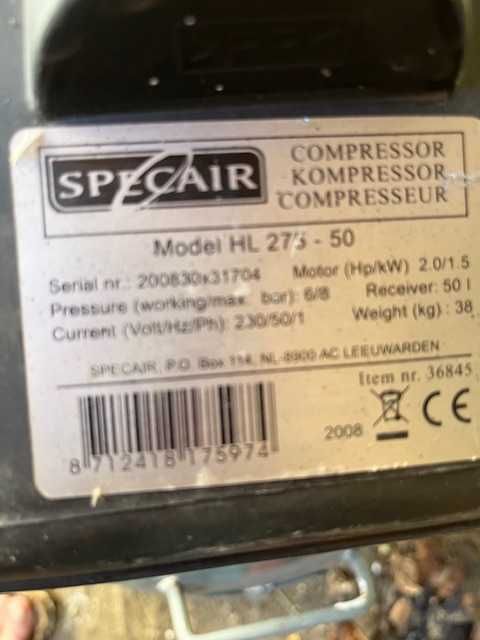 SPECAIR
COMPRESSOR
KOMPRESSOR
COMPRESSEUR
Model HL 275 - 50
Serial nr.: 200830x31704 Motor (Hp/kW) 2.0/1.5
Pressure (working/max. bar): 6/8 Receiver: 50 l
Current (Volt/Hz/Ph): 230/50/1 Weight (kg) : 38
SPECAIR, P.O. Box 114, NL-8900 AC LEEUWARDEN
Item nr. 36845
2008 CE
8 712418 175974